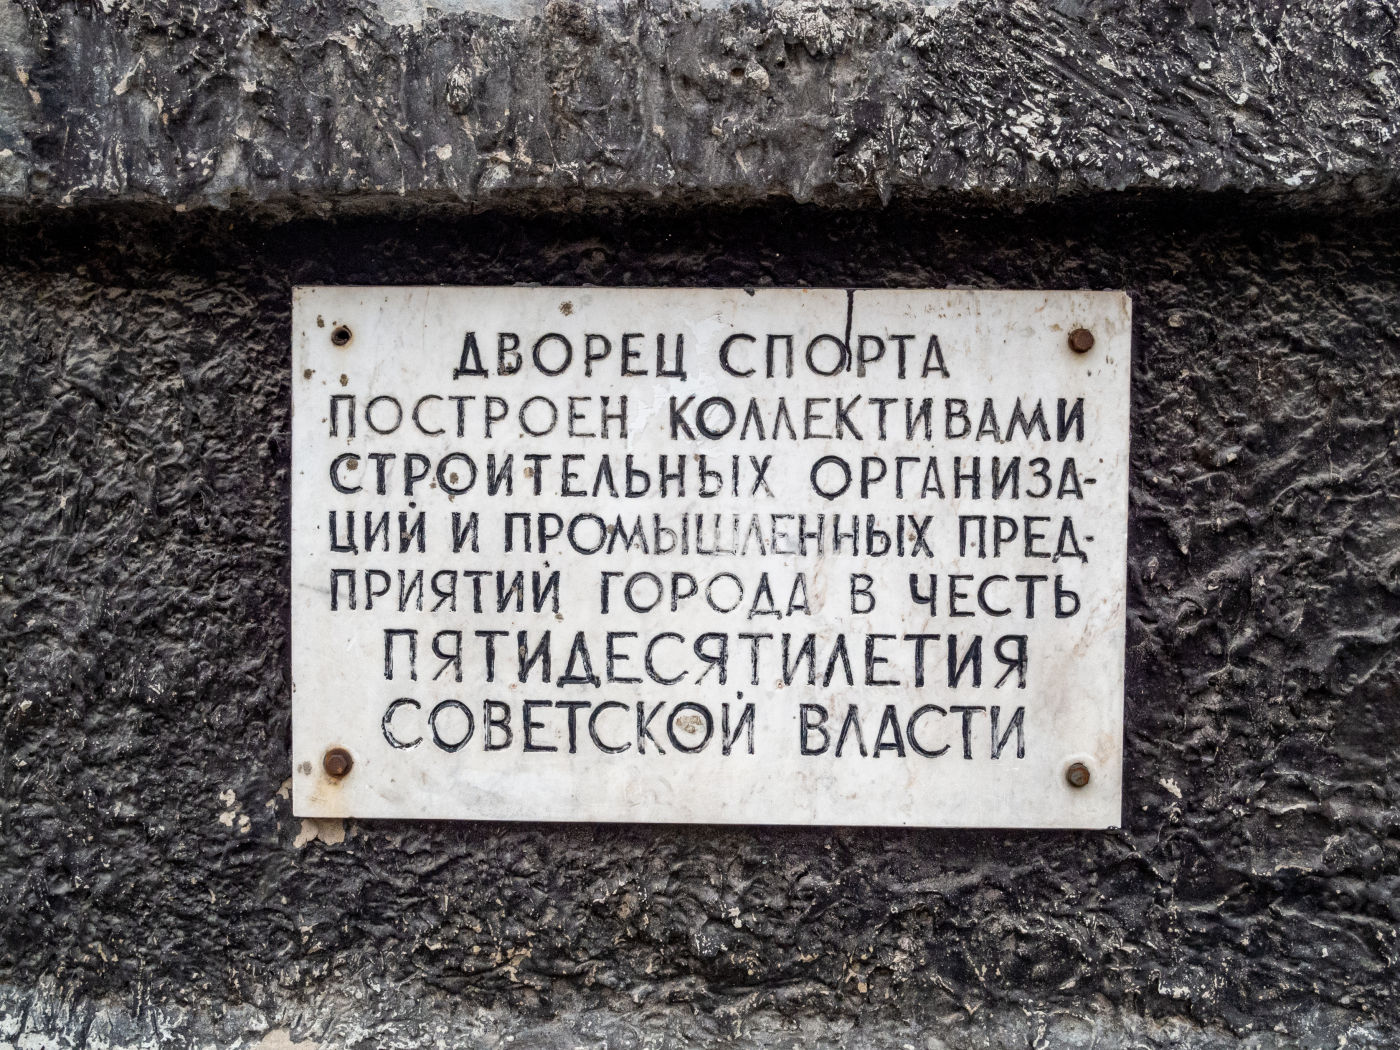 ДВОРЕЦ СПОРТА
ПОСТРОЕН КОЛЛЕКТИВАМИ
СТРОИТЕЛЬНЫХ ОРГАНИЗА-
ЦИЙ И ПРОМЫШЛЕННЫХ ПРЕД-
ПРИЯТИЙ ГОРОДА В ЧЕСТЬ
ПЯТИДЕСЯТИЛЕТИЯ
СОВЕТСКОЙ ВЛАСТИ